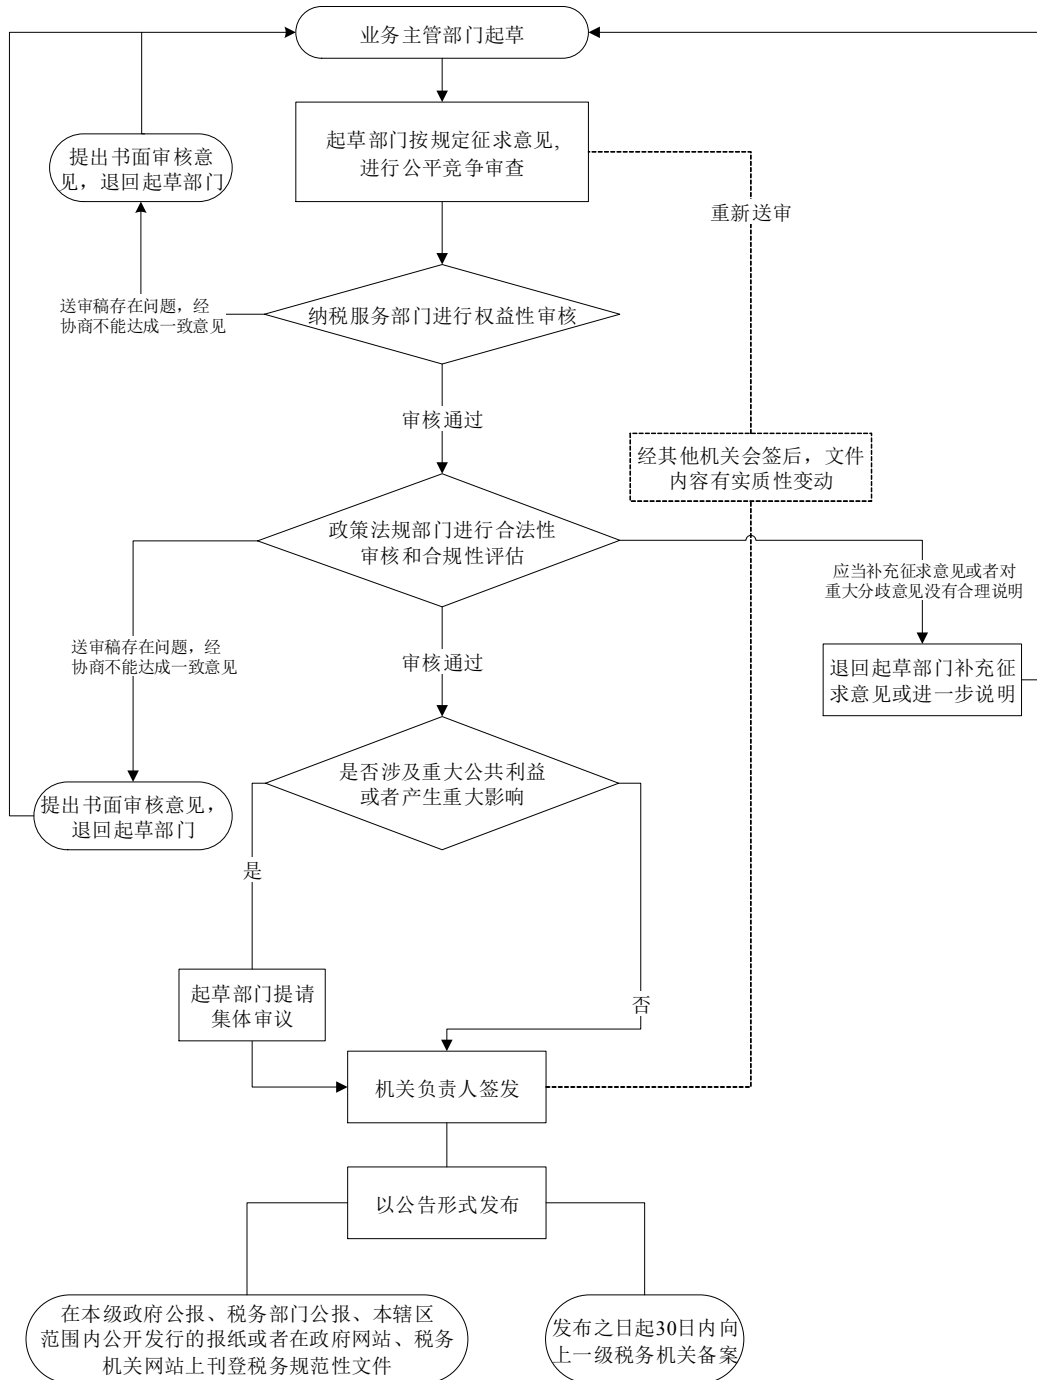 业务主管部门起草
起草部门按规定征求意见,
进行公平竞争审查
提出书面审核意
见，退回起草部门
重新送审
送审稿存在问题，经
协商不能达成一致意见
纳税服务部门进行权益性审核
审核通过
经其他机关会签后，文件
内容有实质性变动
政策法规部门进行合法性
审核和合规性评估
应当补充征求意见或者对
重大分歧意见没有合理说明
送审稿存在问题，经
协商不能达成一致意见
审核通过
退回起草部门补充征
求意见或进一步说明
是否涉及重大公共利益
或者产生重大影响
提出书面审核意见，
退回起草部门
是
起草部门提请
集体审议
否
机关负责人签发
以公告形式发布
在本级政府公报、税务部门公报、本辖区
范围内公开发行的报纸或者在政府网站、税务
机关网站上刊登税务规范性文件
发布之日起30日内向
上一级税务机关备案